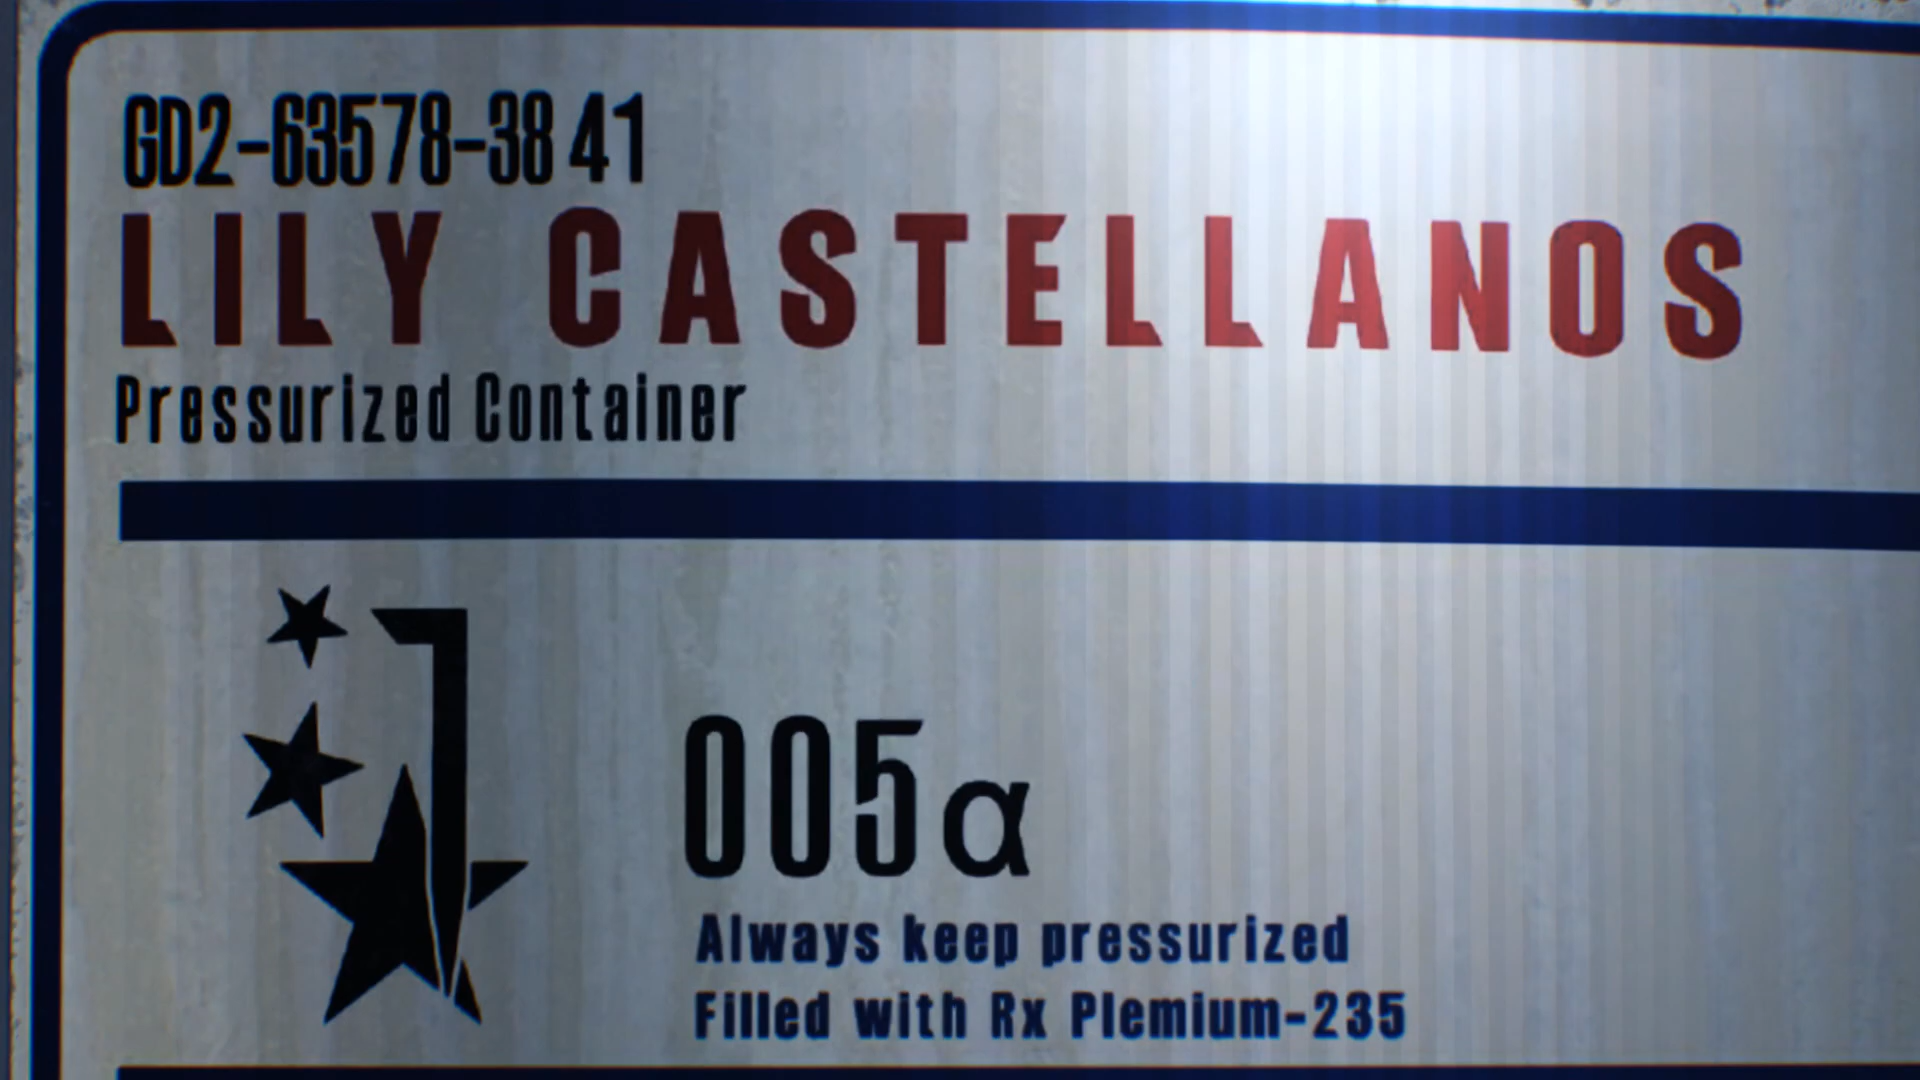 GD2-63578-38 41
LILY CASTELLANOS
Pressurized Container
005α
Always keep pressurized
Filled with Rx Plemium-235